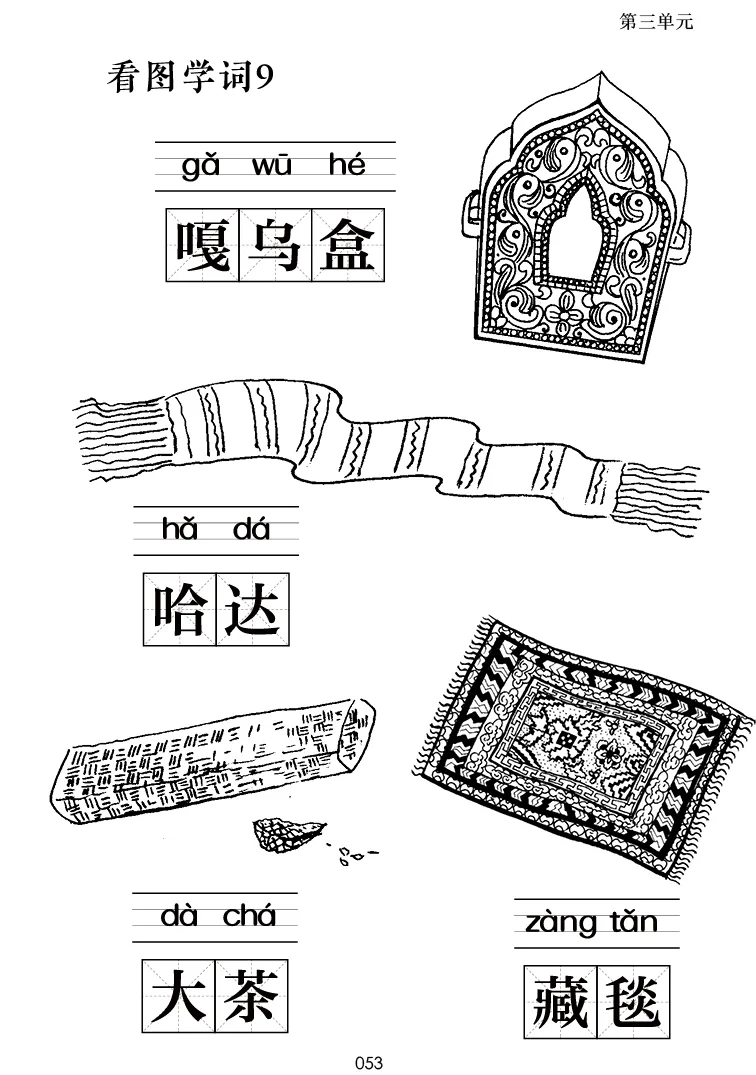 第三单元
看图学词9
gǎ wū hé
嘎乌盒
hǎ dá
哈达
dà chá
大茶
zàng tǎn
藏毯
053